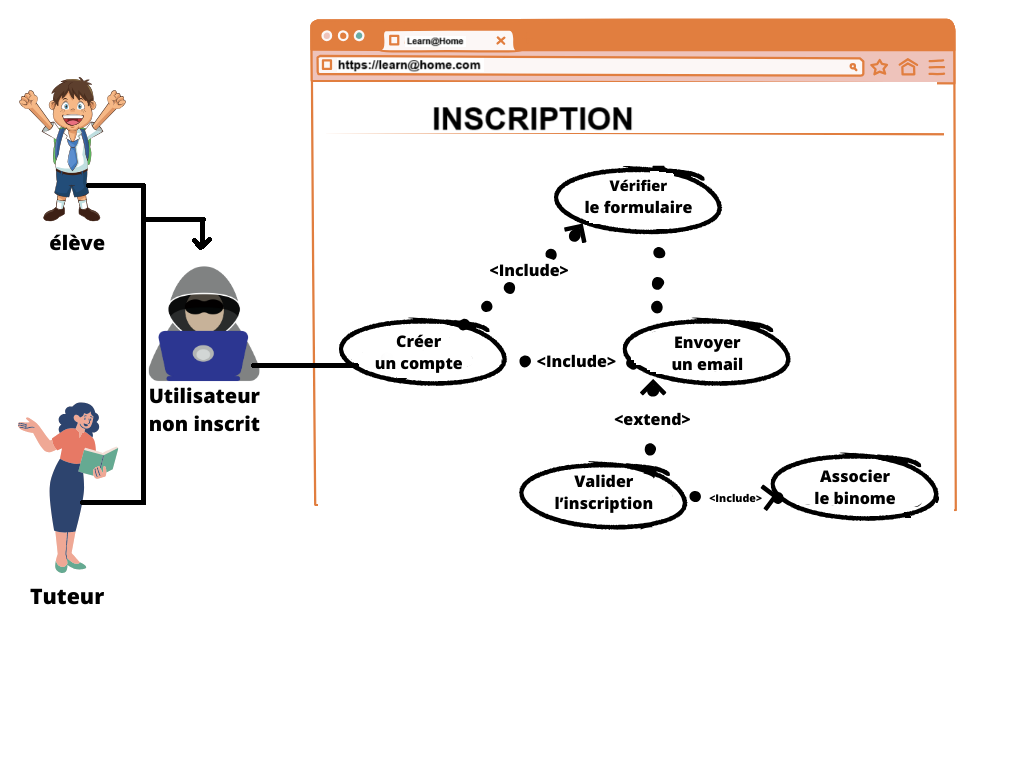 Learn@Home
https://learn@home.com
INSCRIPTION
Vérifier
le formulaire
élève
<Include>
Créer
un compte
<Include>
Envoyer
un email
Utilisateur
non inscrit
<extend>
Valider
l'inscription
<Include>
Associer
le binome
Tuteur